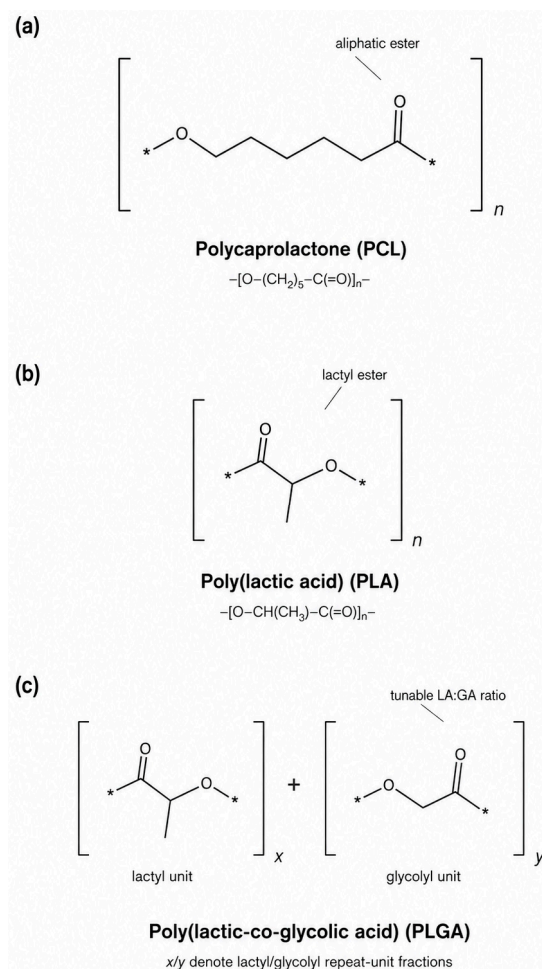 (a)
aliphatic ester
O
O
*
*
n
Polycaprolactone (PCL)
–[O–(CH₂)₅–C(=O)]ₙ–
(b)
lactyl ester
O
O
*
*
n
Poly(lactic acid) (PLA)
–[O–CH(CH₃)–C(=O)]ₙ–
(c)
tunable LA:GA ratio
O
O
O
O
+
*
*
*
*
x
y
lactyl unit
glycolyl unit
Poly(lactic-co-glycolic acid) (PLGA)
x/y denote lactyl/glycolyl repeat-unit fractions